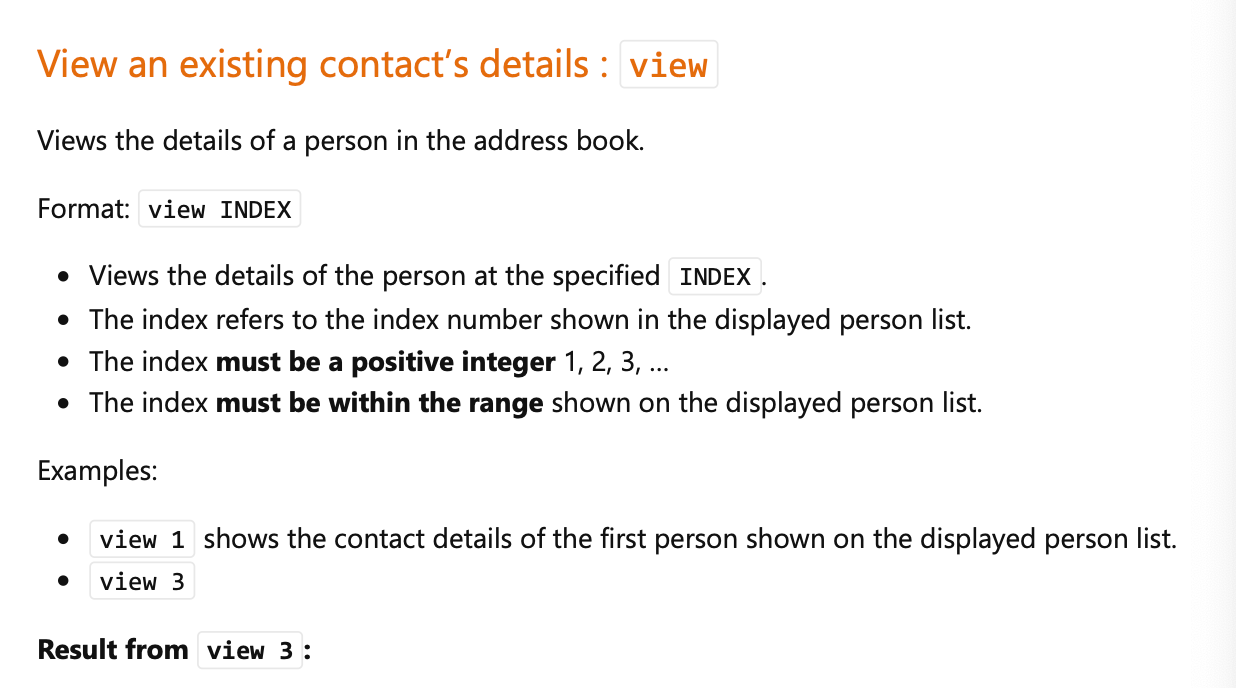 View an existing contact’s details : view
Views the details of a person in the address book.
Format: view INDEX
• Views the details of the person at the specified INDEX.
• The index refers to the index number shown in the displayed person list.
• The index must be a positive integer 1, 2, 3, …
• The index must be within the range shown on the displayed person list.
Examples:
• view 1 shows the contact details of the first person shown on the displayed person list.
• view 3
Result from view 3: